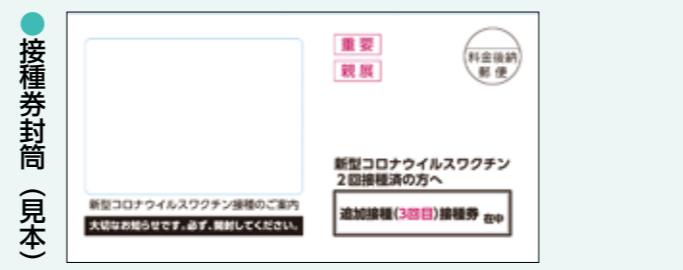 ●接種券封筒（見本）
重要
親展
料金後納
郵便
新型コロナウイルスワクチン
2回接種済の方へ
追加接種(3回目)接種券 在中
新型コロナウイルスワクチン接種のご案内
大切なお知らせです。必ず、開封してください。